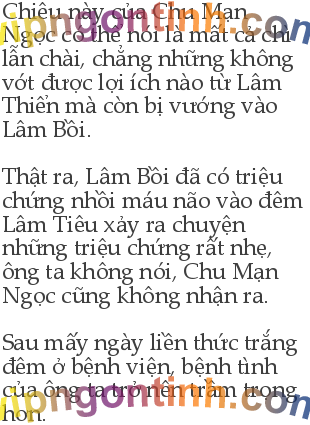 Chiêu này của Chu Mạn
Ngọc có thể nói là mất cả chì
lẫn chài, chẳng những không
vớt được lợi ích nào từ Lâm
Thiển mà còn bị vướng vào
Lâm Bồi.
Thật ra, Lâm Bồi đã có triệu
chứng nhồi máu não vào đêm
Lâm Tiêu xảy ra chuyện
những triệu chứng rất nhẹ,
ông ta không nói, Chu Mạn
Ngọc cũng không nhận ra.
Sau mấy ngày liền thức trắng
đêm ở bệnh viện, bệnh tình
của ông ta trở nên trầm trọng
hơn.